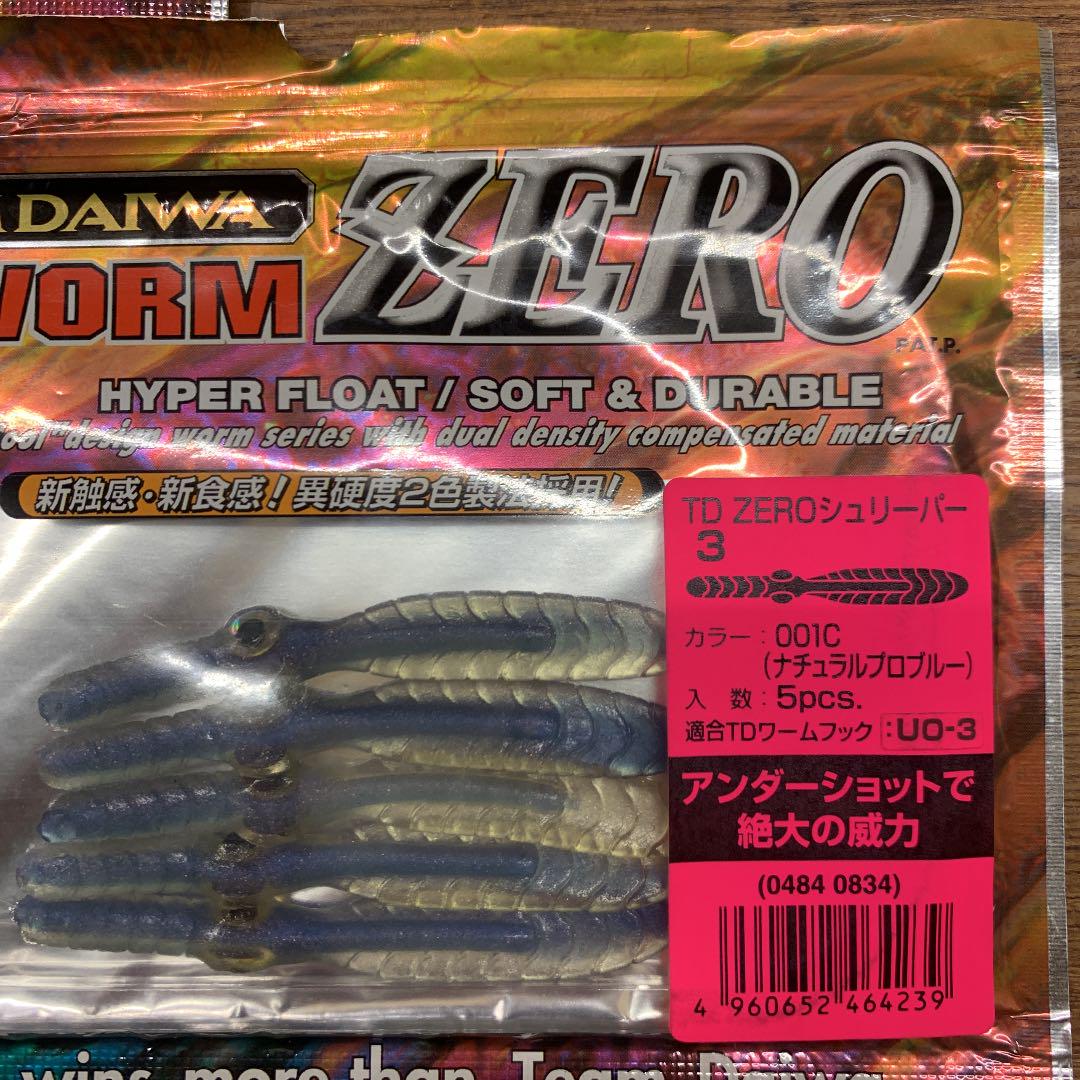 DAIWA
WORM
ZERO
PAT.P.
HYPER FLOAT / SOFT & DURABLE
design worm series with dual density compensated material
新触感・新食感!異硬度2色製法採用!
TD ZEROシュリーパー
3
カラー:001C
(ナチュラルプロブルー)
入 数:5pcs.
適合TDワームフック:UO-3
アンダーショットで
絶大の威力
(0484 0834)
4 960652 464239
wins more than Team Daiwa